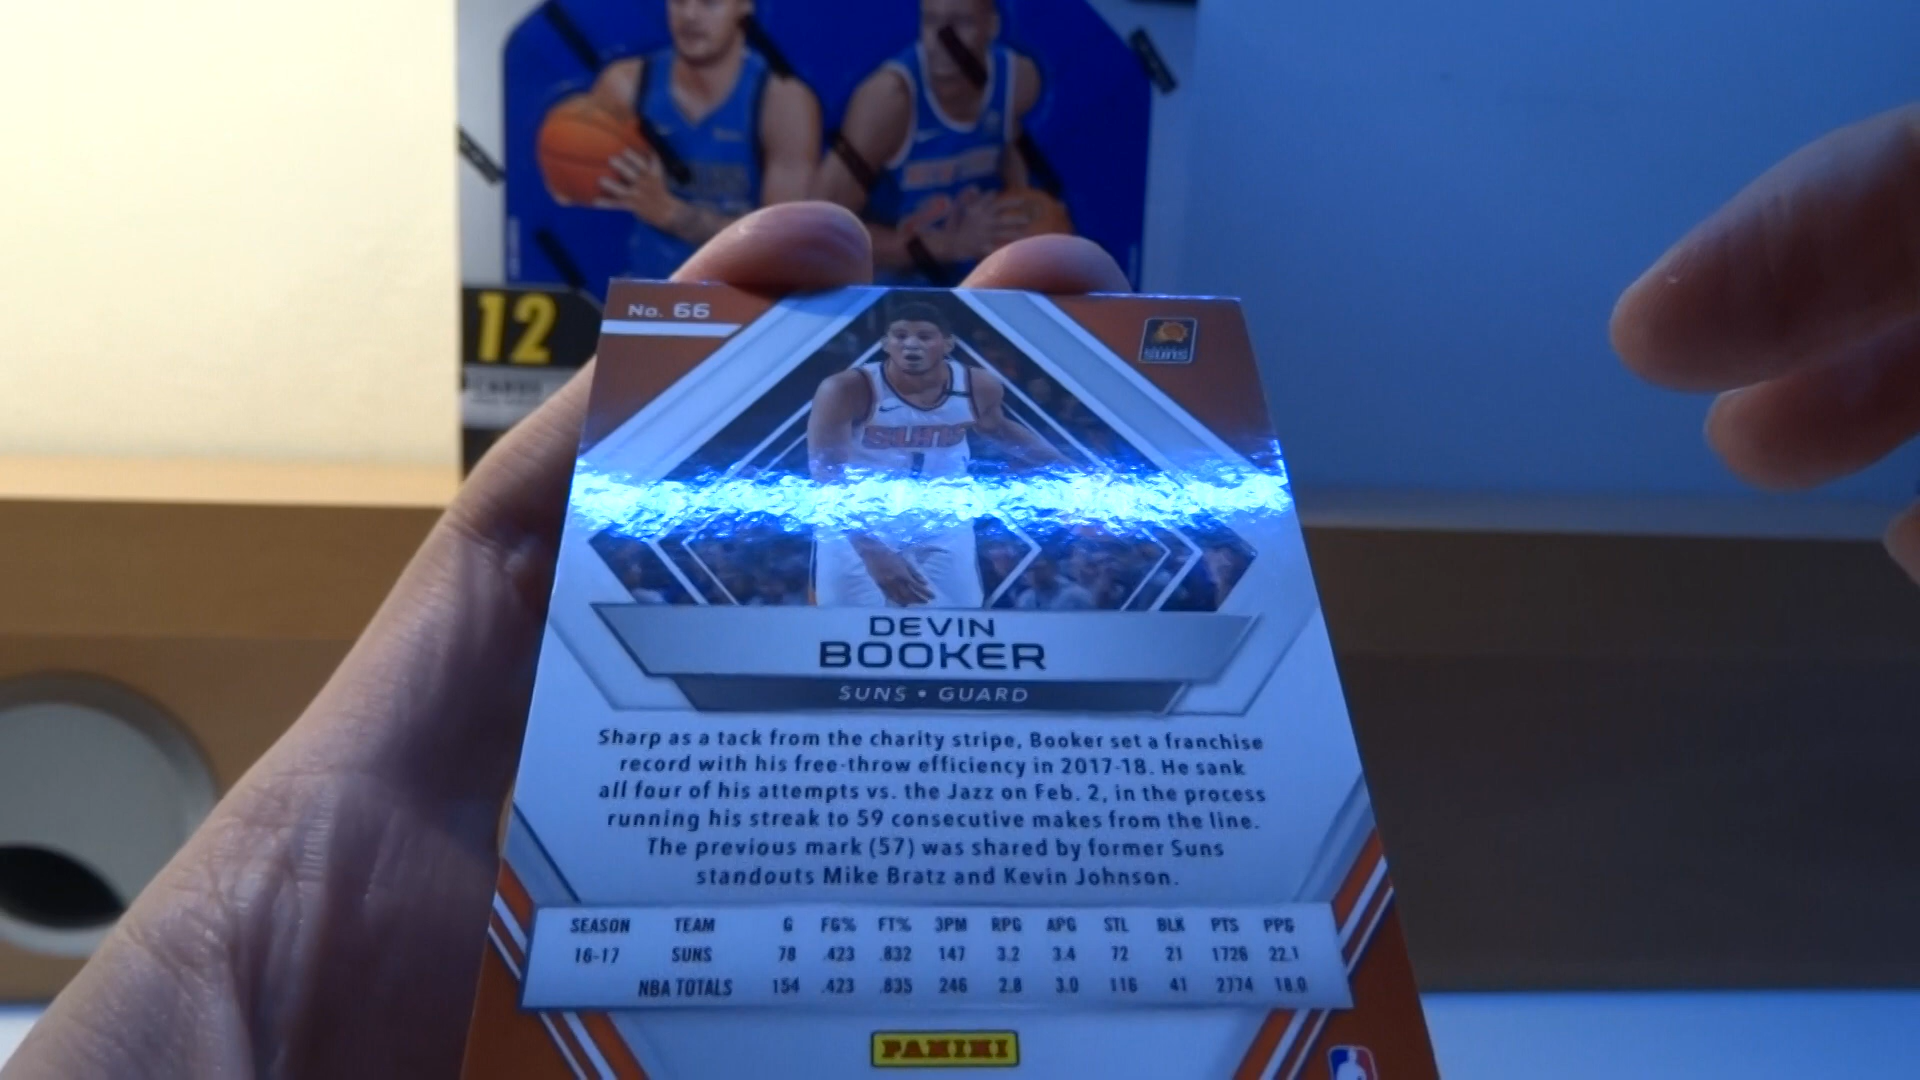 12
CARDS
No. 66
SUNS
SUNS
1
DEVIN
BOOKER
SUNS • GUARD
Sharp as a tack from the charity stripe, Booker set a franchise
record with his free-throw efficiency in 2017-18. He sank
all four of his attempts vs. the Jazz on Feb. 2, in the process
running his streak to 59 consecutive makes from the line.
The previous mark (57) was shared by former Suns
standouts Mike Bratz and Kevin Johnson.
SEASON TEAM G FG% FT% 3PM RPG APG STL BLK PTS PPG
16-17 SUNS 78 .423 .832 147 3.2 3.4 72 21 1726 22.1
NBA TOTALS 154 .423 .835 246 2.8 3.0 116 41 2774 18.0
PANINI